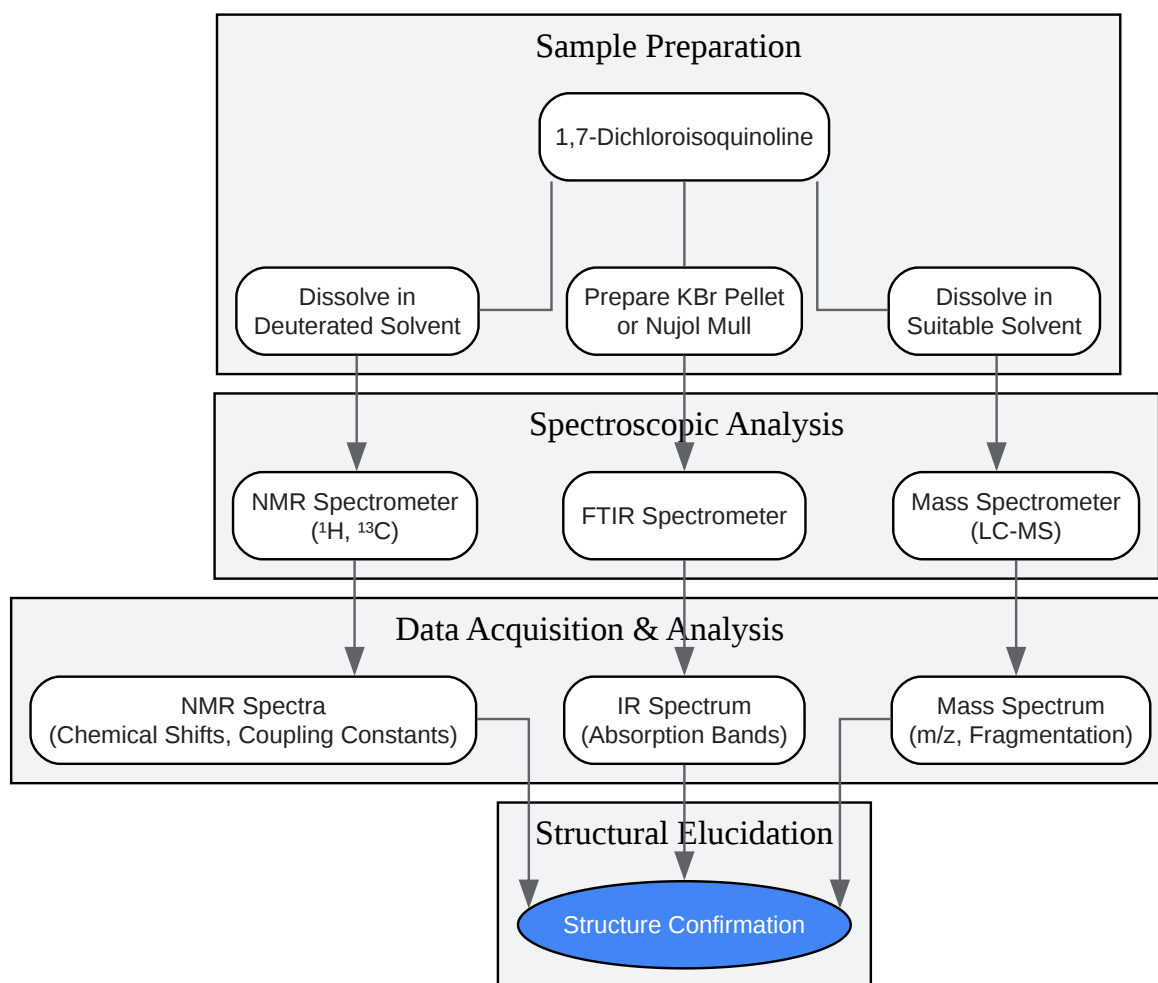 Sample Preparation
1,7-Dichloroisoquinoline
Dissolve in
Deuterated Solvent
Prepare KBr Pellet
or Nujol Mull
Dissolve in
Suitable Solvent
Spectroscopic Analysis
NMR Spectrometer
(¹H, ¹³C)
FTIR Spectrometer
Mass Spectrometer
(LC-MS)
Data Acquisition & Analysis
NMR Spectra
(Chemical Shifts, Coupling Constants)
IR Spectrum
(Absorption Bands)
Mass Spectrum
(m/z, Fragmentation)
Structural Elucidation
Structure Confirmation